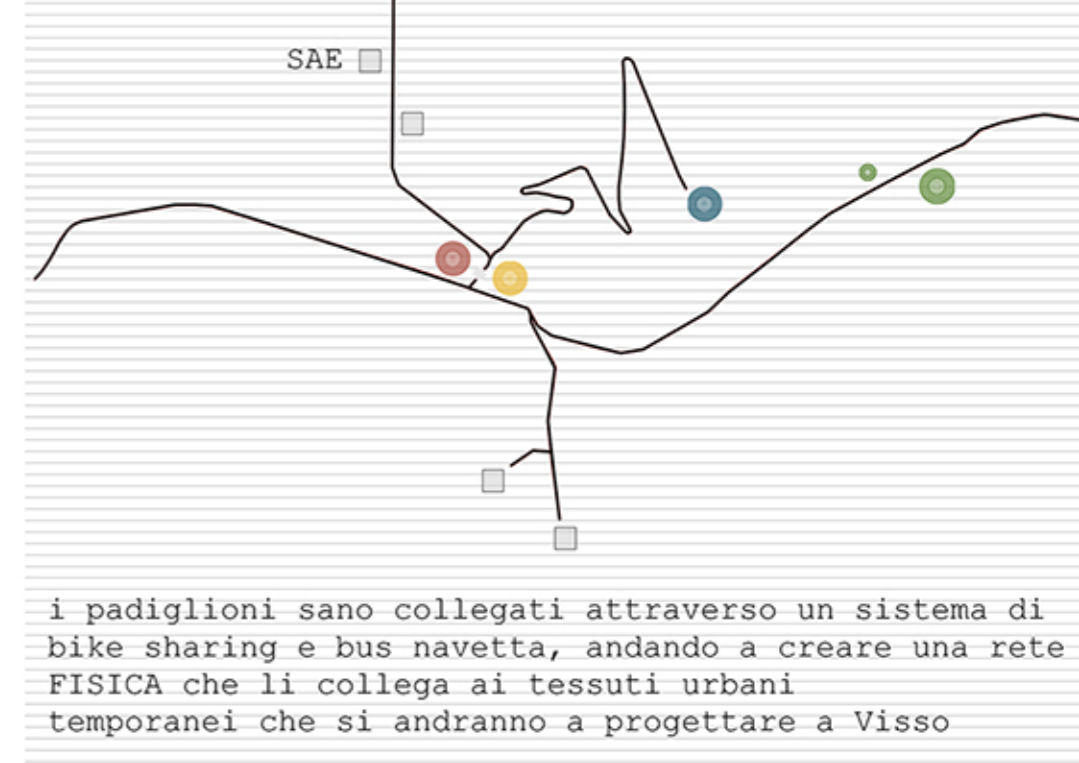 SAE
i padiglioni sano collegati attraverso un sistema di
bike sharing e bus navetta, andando a creare una rete
FISICA che li collega ai tessuti urbani
temporanei che si andranno a progettare a Visso